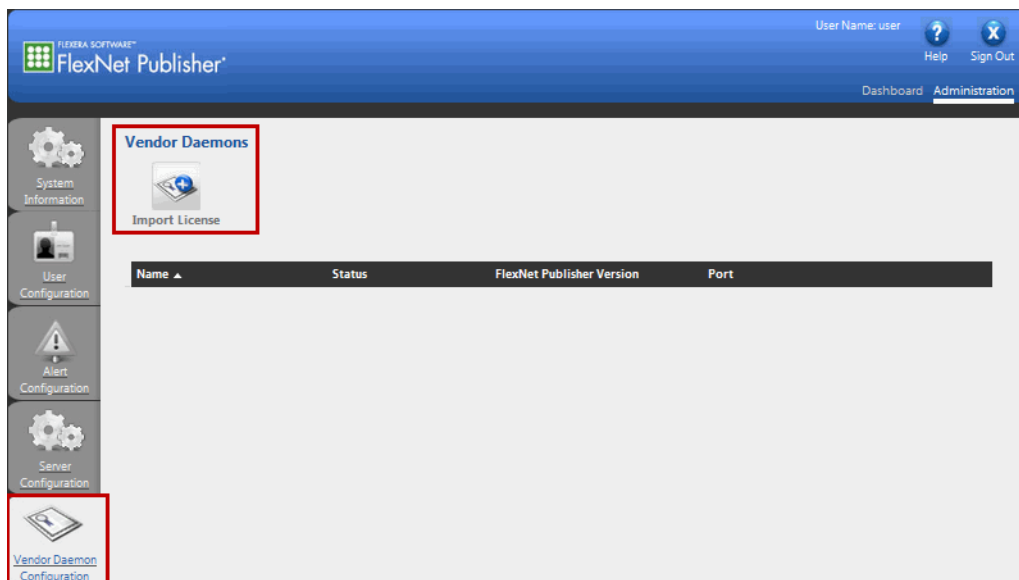 User Name: user
FLEXERA SOFTWARE™
FlexNet Publisher®
Help
Sign Out
Dashboard Administration
System
Information
Vendor Daemons
Import License
User
Configuration
Name Status FlexNet Publisher Version Port
Alert
Configuration
Server
Configuration
Vendor Daemon
Configuration